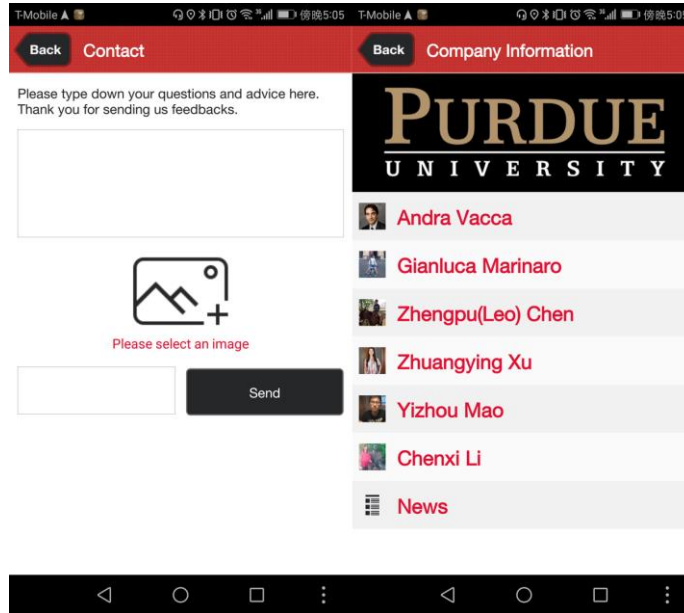 T-Mobile
傍晚5:05
Back
Contact
Please type down your questions and advice here.
Thank you for sending us feedbacks.
Please select an image
Send
T-Mobile
傍晚5:05
Back
Company Information
PURDUE
UNIVERSITY
Andra Vacca
Gianluca Marinaro
Zhengpu(Leo) Chen
Zhuangying Xu
Yizhou Mao
Chenxi Li
News